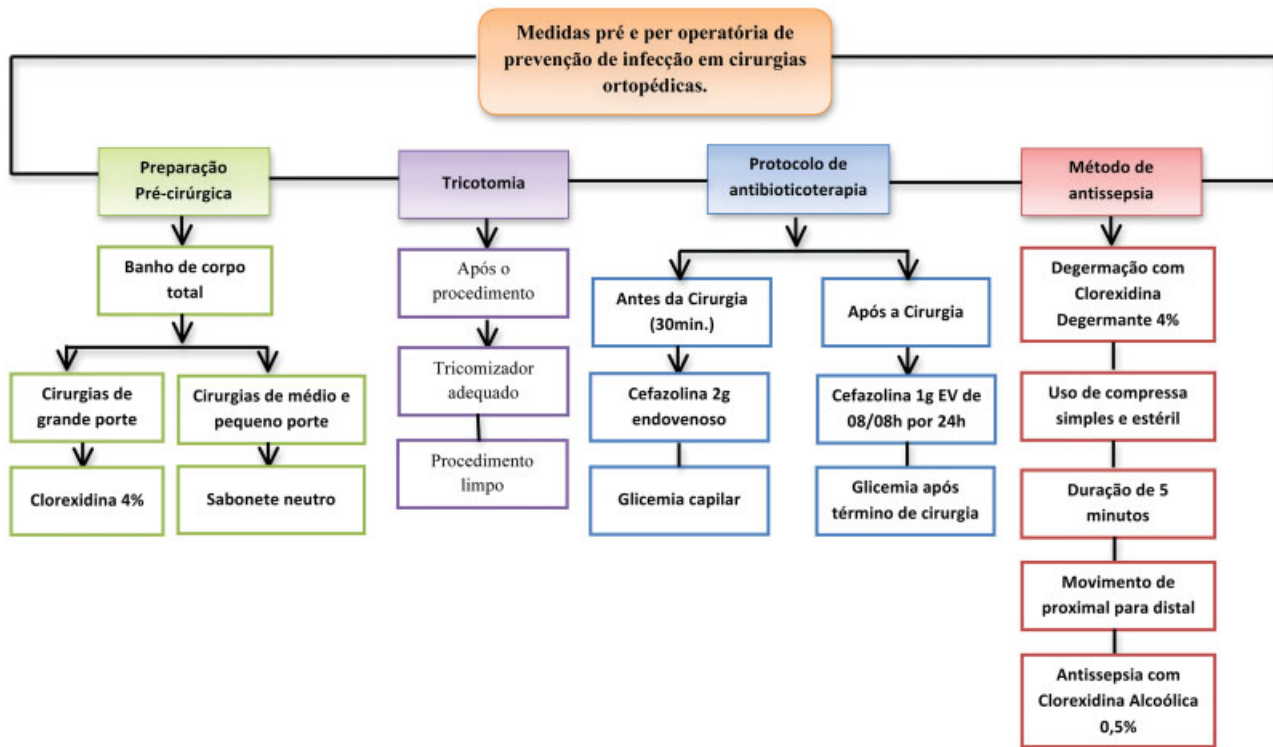 Medidas pré e per operatória de
prevenção de infecção em cirurgias
ortopédicas.
Preparação
Pré-cirúrgica
Banho de corpo
total
Cirurgias de
grande porte
Clorexidina 4%
Cirurgias de médio e
pequeno porte
Sabonete neutro
Tricotomia
Após o
procedimento
Tricomizador
adequado
Procedimento
limpo
Protocolo de
antibioticoterapia
Antes da Cirurgia
(30min.)
Cefazolina 2g
endovenoso
Glicemia capilar
Após a Cirurgia
Cefazolina 1g EV de
08/08h por 24h
Glicemia após
término de cirurgia
Método de
antissepsia
Degermação com
Clorexidina
Degermante 4%
Uso de compressa
simples e estéril
Duração de 5
minutos
Movimento de
proximal para distal
Antissepsia com
Clorexidina Alcoólica
0,5%